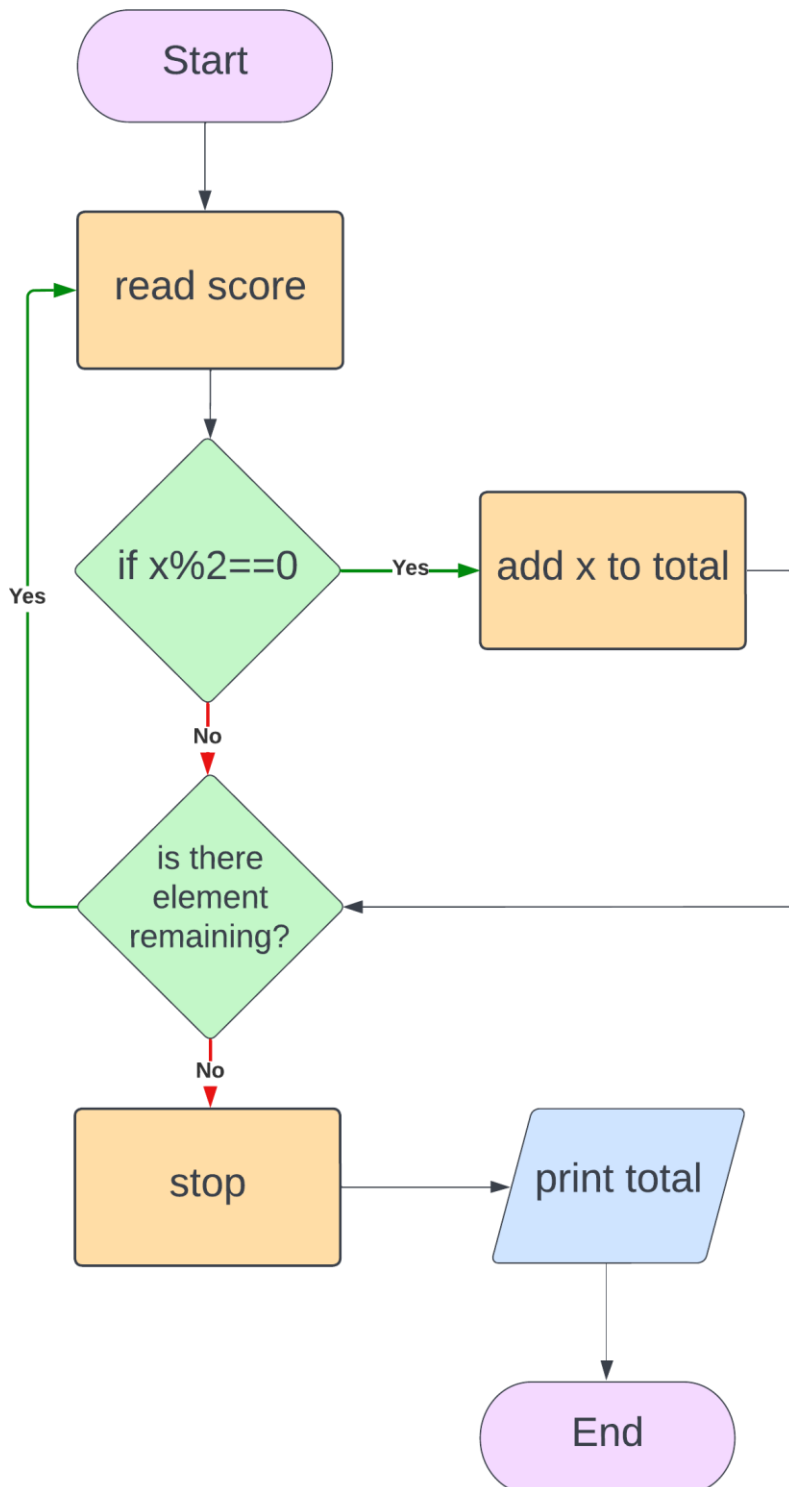 Start
read score
if x%2==0
Yes
add x to total
Yes
No
is there
element
remaining?
No
stop
print total
End